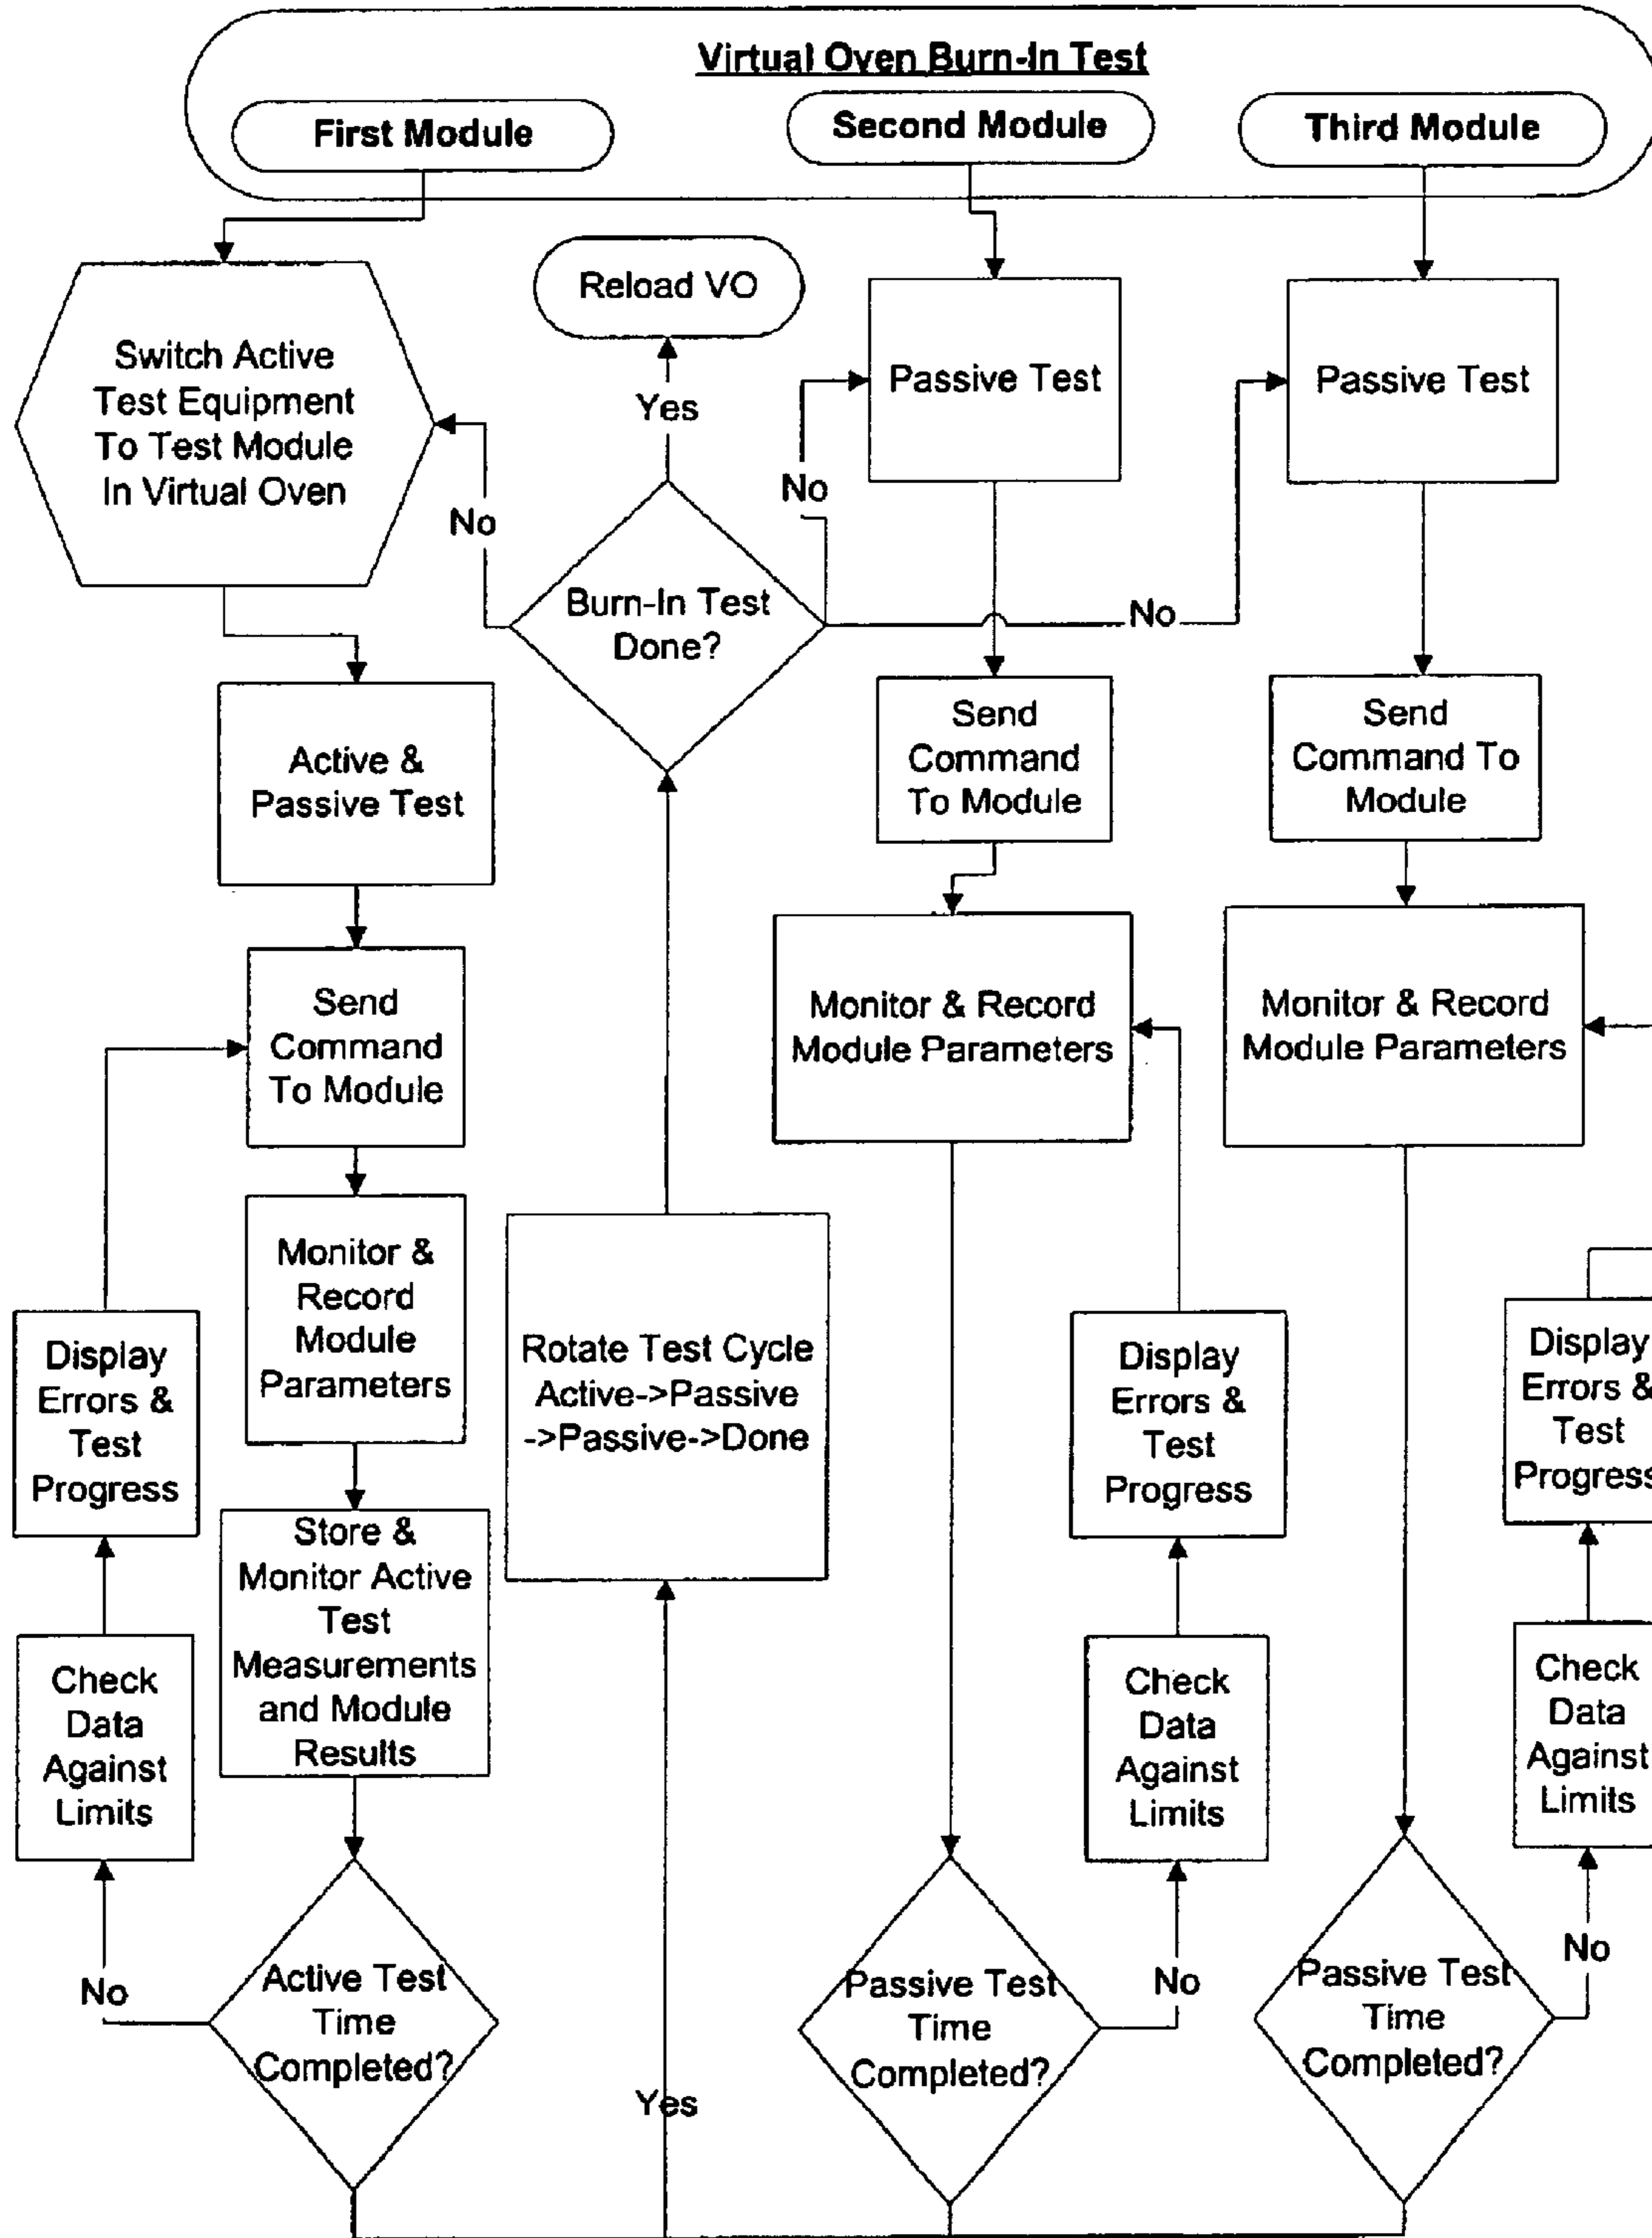 Virtual Oven Burn-In Test
First Module
Second Module
Third Module
Switch Active
Test Equipment
To Test Module
In Virtual Oven
Reload VO
Yes
Passive Test
Passive Test
No
No
No
Burn-In Test
Done?
Active &
Passive Test
Send
Command
To Module
Send
Command To
Module
Send
Command
To Module
Monitor & Record
Module Parameters
Monitor & Record
Module Parameters
Monitor &
Record
Module
Parameters
Display
Errors &
Test
Progress
Rotate Test Cycle
Active->Passive
->Passive->Done
Display
Errors &
Test
Progress
Display
Errors &
Test
Progress
Store &
Monitor Active
Test
Measurements
and Module
Results
Check
Data
Against
Limits
Check
Data
Against
Limits
Check
Data
Against
Limits
No
Active Test
Time
Completed?
Yes
Passive Test
Time
Completed?
No
Passive Test
Time
Completed?
No